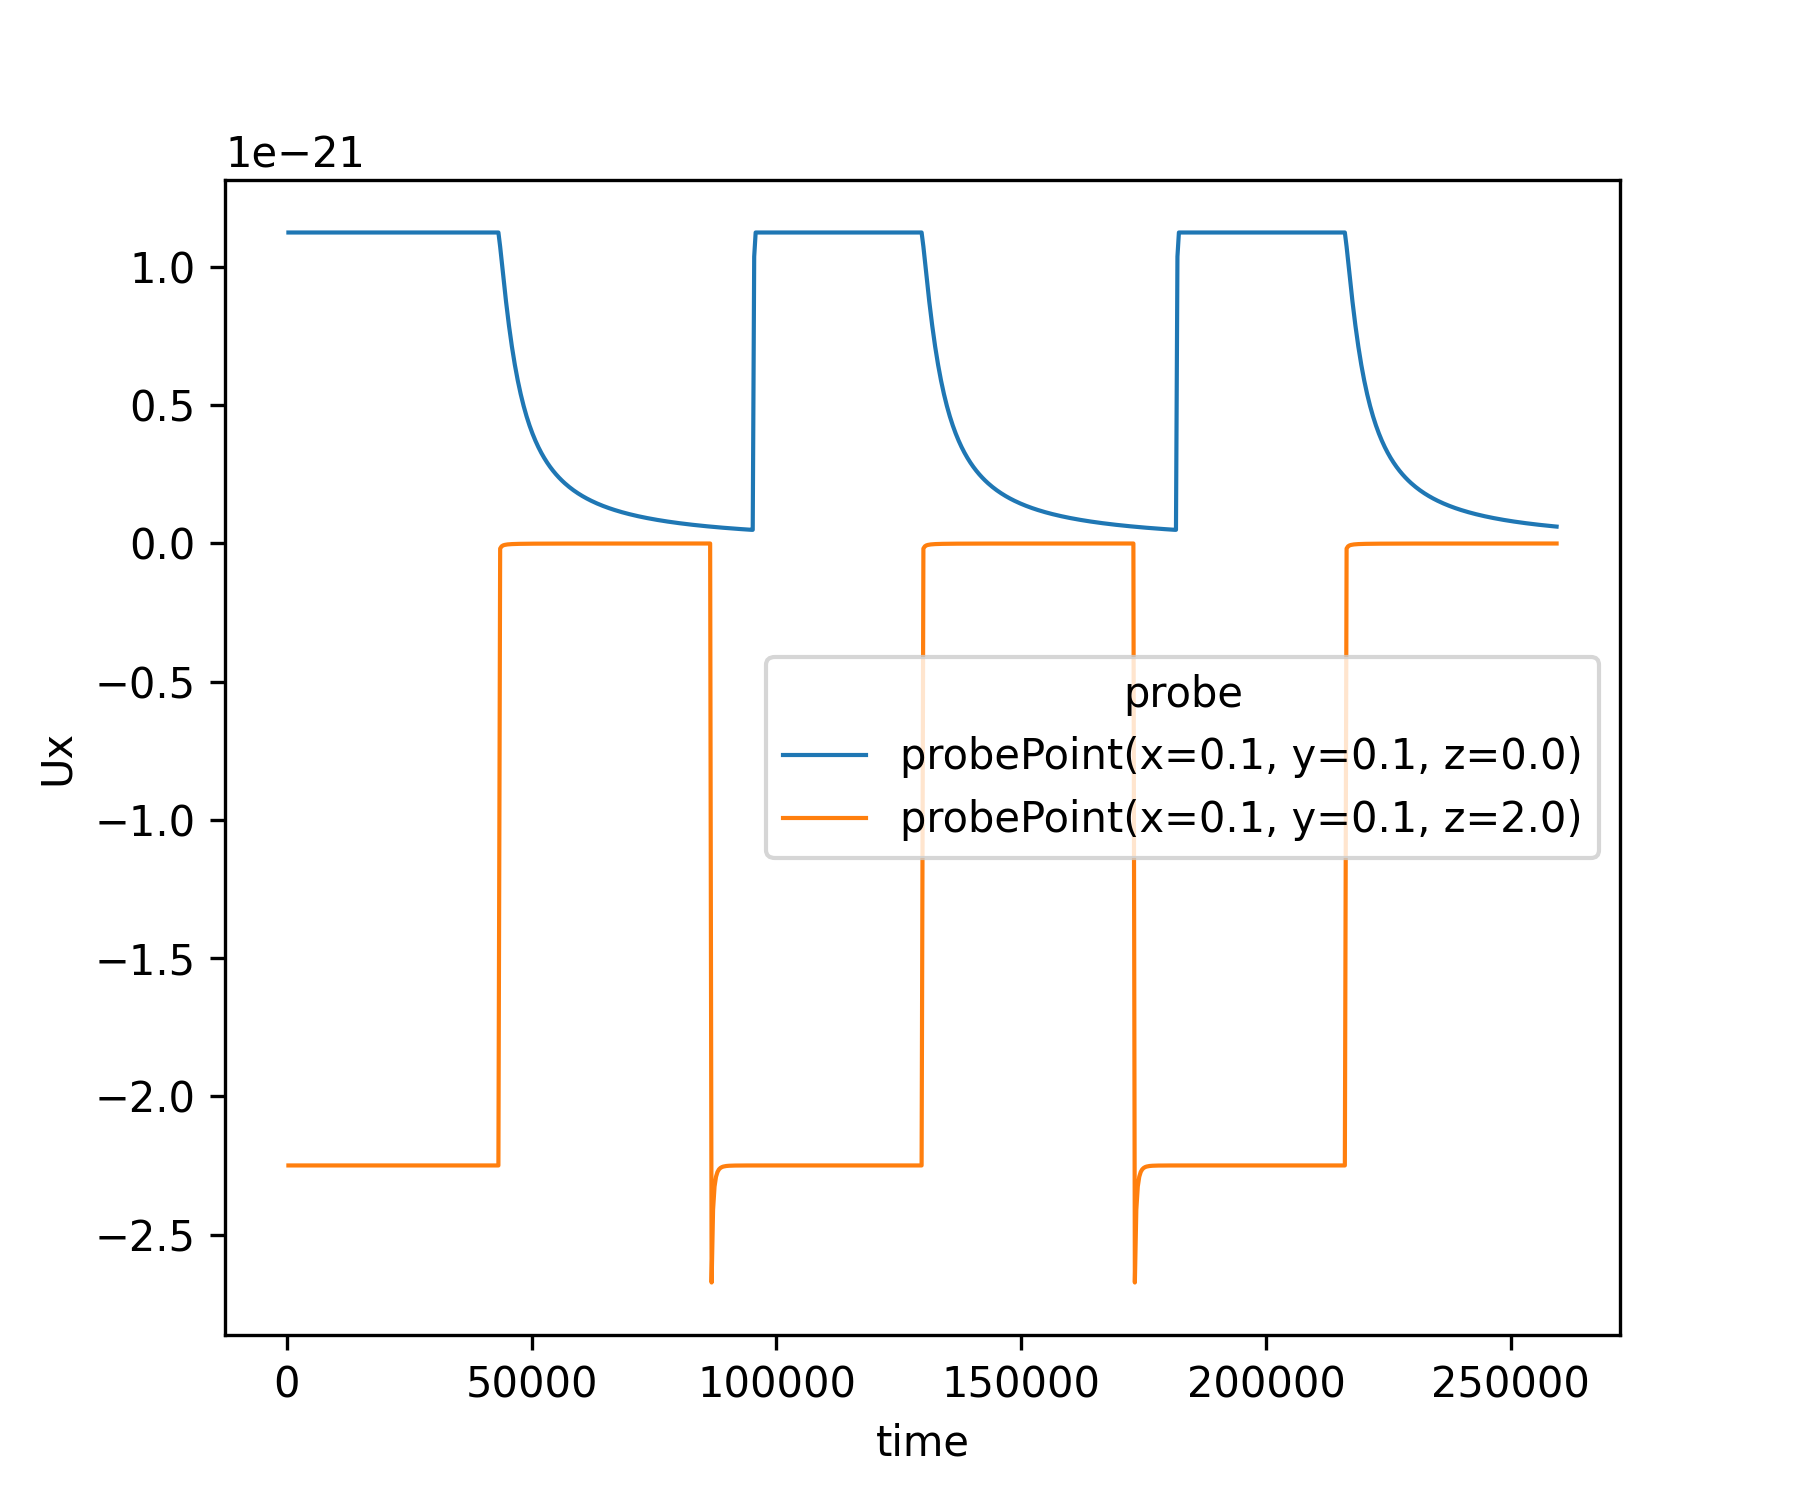 1e−21
1.0
0.5
0.0
−0.5
−1.0
−1.5
−2.0
−2.5
Ux
probe
probePoint(x=0.1, y=0.1, z=0.0)
probePoint(x=0.1, y=0.1, z=2.0)
0 50000 100000 150000 200000 250000
time